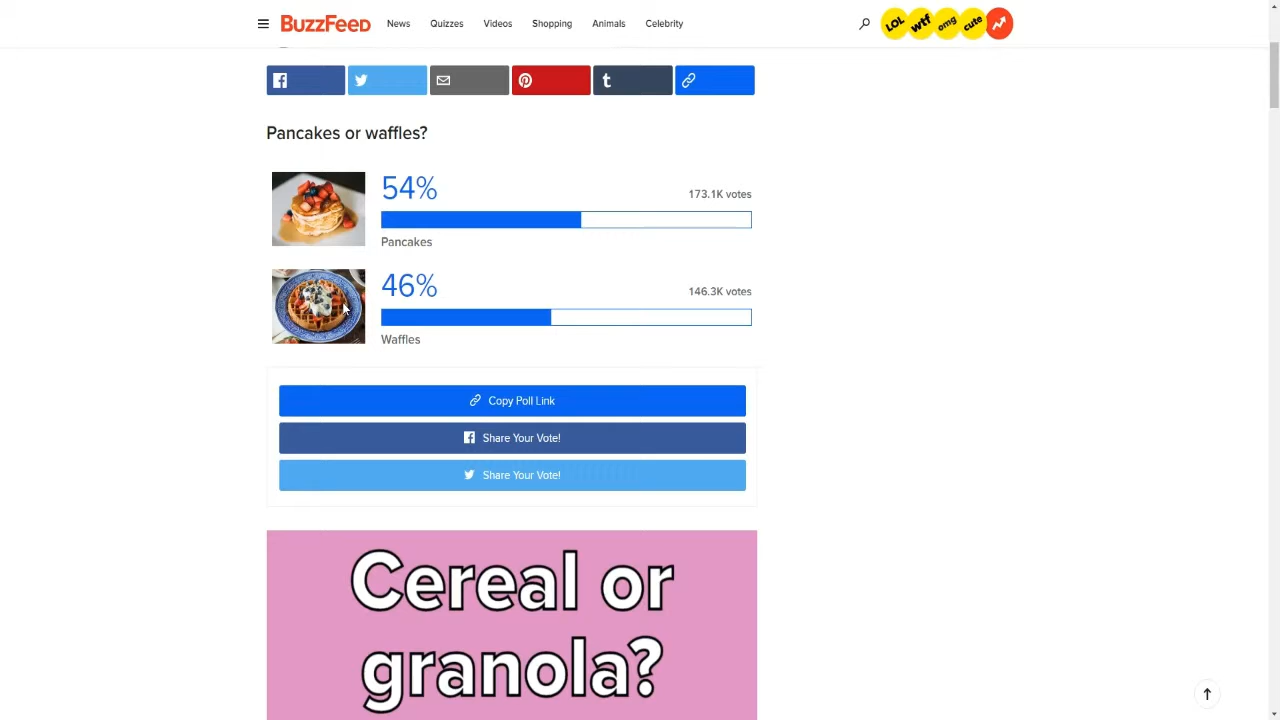 BuzzFeed News Quizzes Videos Shopping Animals Celebrity LOL wtf omg cute
Pancakes or waffles?
54% 173.1K votes
Pancakes
46% 146.3K votes
Waffles
Copy Poll Link
Share Your Vote!
Share Your Vote!
Cereal or
granola?